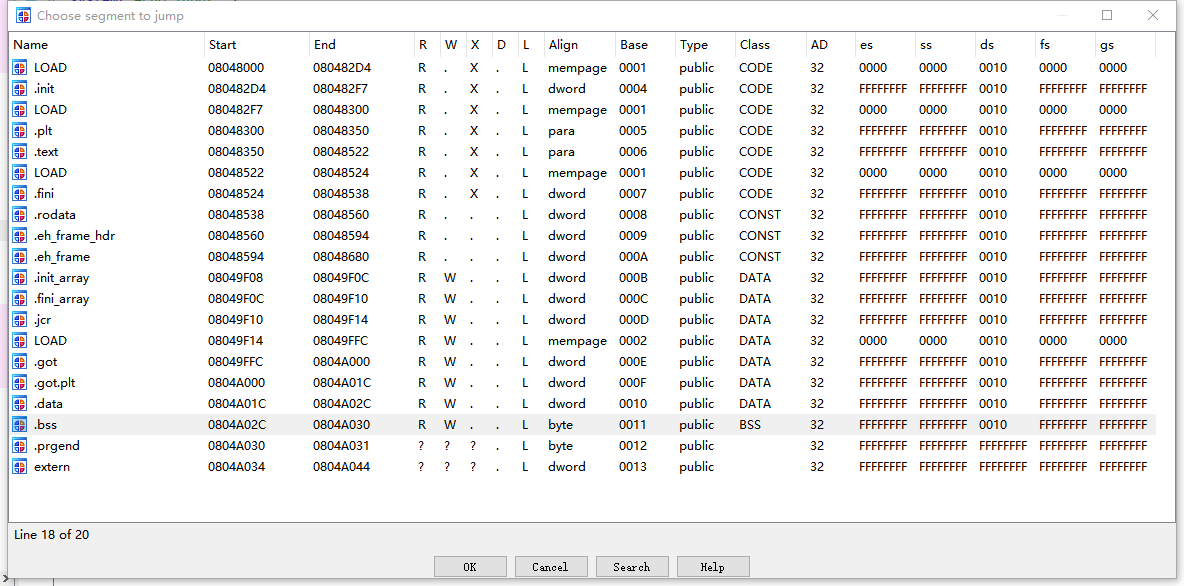 Choose segment to jump
Name Start End R W X D L Align Base Type Class AD es ss ds fs gs
LOAD 08048000 080482D4 R . X . L mempage 0001 public CODE 32 0000 0000 0010 0000 0000
.init 080482D4 080482F7 R . X . L dword 0004 public CODE 32 FFFFFFFF FFFFFFFF 0010 FFFFFFFF FFFFFFFF
LOAD 080482F7 08048300 R . X . L mempage 0001 public CODE 32 0000 0000 0010 0000 0000
.plt 08048300 08048350 R . X . L para 0005 public CODE 32 FFFFFFFF FFFFFFFF 0010 FFFFFFFF FFFFFFFF
.text 08048350 08048522 R . X . L para 0006 public CODE 32 FFFFFFFF FFFFFFFF 0010 FFFFFFFF FFFFFFFF
LOAD 08048522 08048524 R . X . L mempage 0001 public CODE 32 0000 0000 0010 0000 0000
.fini 08048524 08048538 R . X . L dword 0007 public CODE 32 FFFFFFFF FFFFFFFF 0010 FFFFFFFF FFFFFFFF
.rodata 08048538 08048560 R . . . L dword 0008 public CONST 32 FFFFFFFF FFFFFFFF 0010 FFFFFFFF FFFFFFFF
.eh_frame_hdr 08048560 08048594 R . . . L dword 0009 public CONST 32 FFFFFFFF FFFFFFFF 0010 FFFFFFFF FFFFFFFF
.eh_frame 08048594 08048680 R . . . L dword 000A public CONST 32 FFFFFFFF FFFFFFFF 0010 FFFFFFFF FFFFFFFF
.init_array 08049F08 08049F0C R W . . L dword 000B public DATA 32 FFFFFFFF FFFFFFFF 0010 FFFFFFFF FFFFFFFF
.fini_array 08049F0C 08049F10 R W . . L dword 000C public DATA 32 FFFFFFFF FFFFFFFF 0010 FFFFFFFF FFFFFFFF
.jcr 08049F10 08049F14 R W . . L dword 000D public DATA 32 FFFFFFFF FFFFFFFF 0010 FFFFFFFF FFFFFFFF
LOAD 08049F14 08049FFC R W . . L mempage 0002 public DATA 32 0000 0000 0010 0000 0000
.got 08049FFC 0804A000 R W . . L dword 000E public DATA 32 FFFFFFFF FFFFFFFF 0010 FFFFFFFF FFFFFFFF
.got.plt 0804A000 0804A01C R W . . L dword 000F public DATA 32 FFFFFFFF FFFFFFFF 0010 FFFFFFFF FFFFFFFF
.data 0804A01C 0804A02C R W . . L dword 0010 public DATA 32 FFFFFFFF FFFFFFFF 0010 FFFFFFFF FFFFFFFF
.bss 0804A02C 0804A030 R W . . L byte 0011 public BSS 32 FFFFFFFF FFFFFFFF 0010 FFFFFFFF FFFFFFFF
.prgend 0804A030 0804A031 ? ? ? . L byte 0012 public 32 FFFFFFFF FFFFFFFF FFFFFFFF FFFFFFFF FFFFFFFF
extern 0804A034 0804A044 ? ? ? . L dword 0013 public 32 FFFFFFFF FFFFFFFF FFFFFFFF FFFFFFFF FFFFFFFF
Line 18 of 20
OK Cancel Search Help